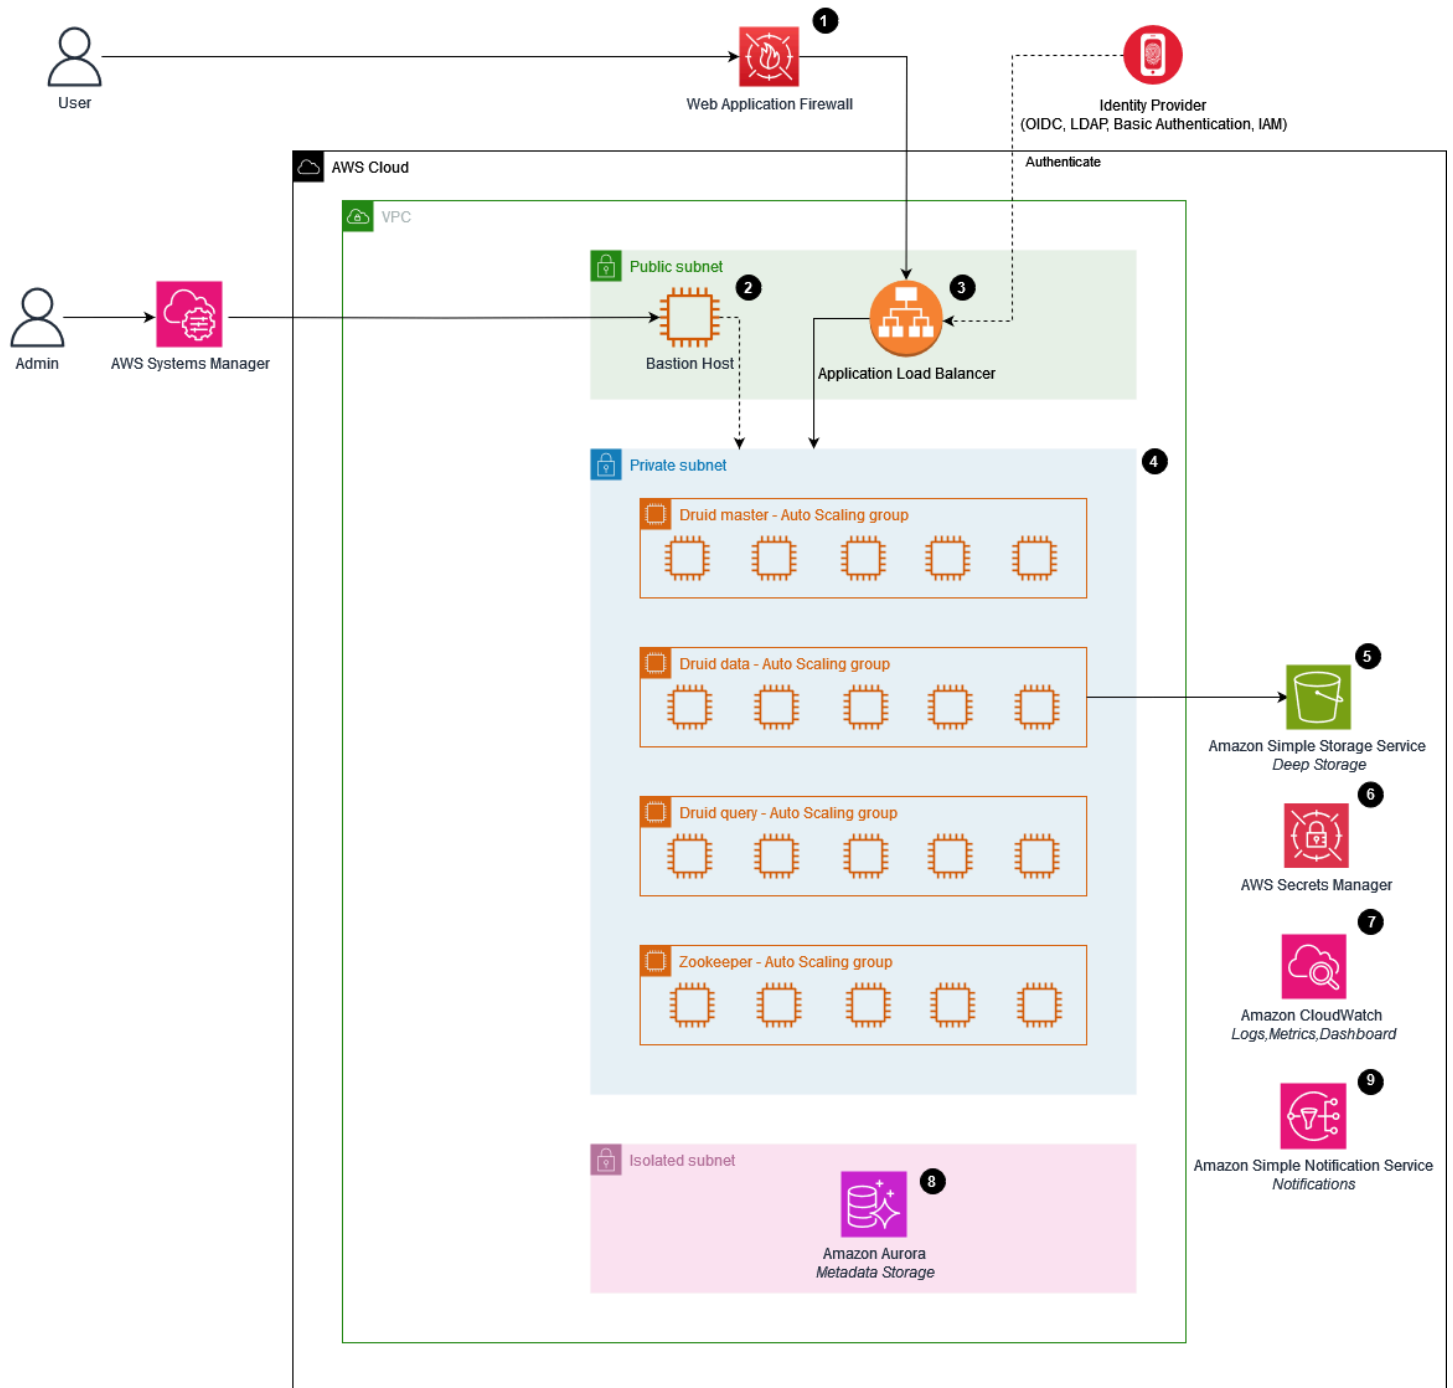 1
User
Web Application Firewall
Identity Provider
(OIDC, LDAP, Basic Authentication, IAM)
Authenticate
AWS Cloud
VPC
Public subnet
2
3
Admin
AWS Systems Manager
Bastion Host
Application Load Balancer
Private subnet
4
Druid master - Auto Scaling group
Druid data - Auto Scaling group
5
Amazon Simple Storage Service
Deep Storage
Druid query - Auto Scaling group
6
AWS Secrets Manager
Zookeeper - Auto Scaling group
7
Amazon CloudWatch
Logs,Metrics,Dashboard
9
Amazon Simple Notification Service
Notifications
Isolated subnet
8
Amazon Aurora
Metadata Storage